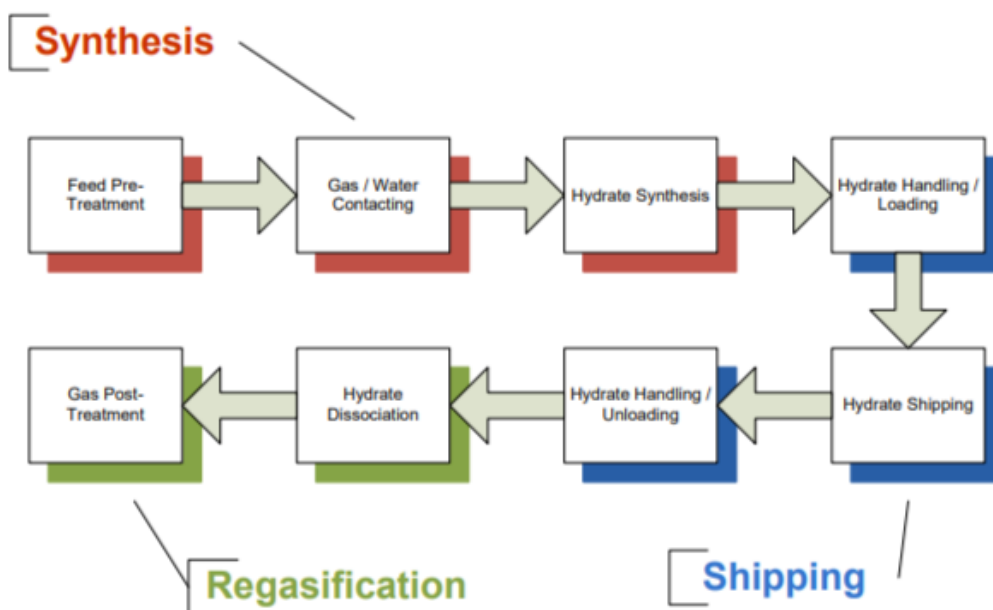 Synthesis
Feed Pre-
Treatment
Gas / Water
Contacting
Hydrate Synthesis
Hydrate Handling /
Loading
Hydrate Shipping
Hydrate Handling /
Unloading
Hydrate
Dissociation
Gas Post-
Treatment
Regasification
Shipping